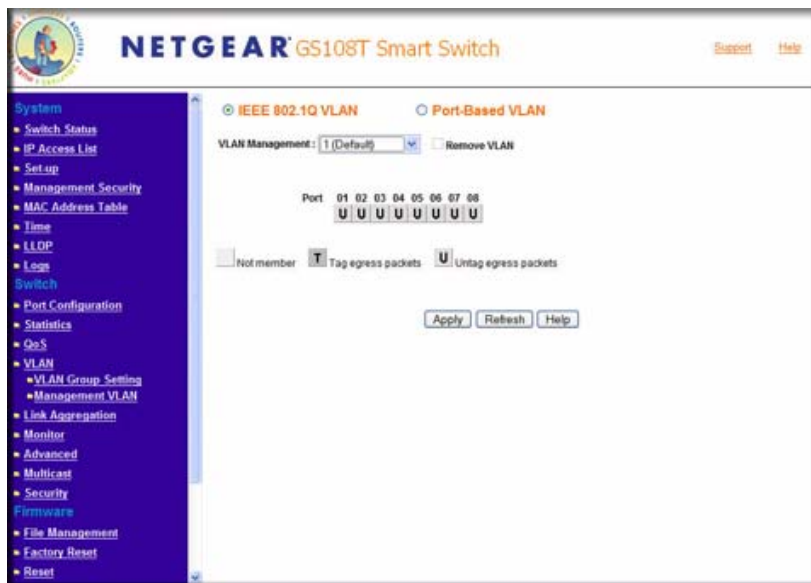 NETGEAR GS108T Smart Switch
Support Help
System
Switch Status
IP Access List
Set up
Management Security
MAC Address Table
Time
LLDP
Logs
Switch
Port Configuration
Statistics
QoS
VLAN
VLAN Group Setting
Management VLAN
Link Aggregation
Monitor
Advanced
Multicast
Security
Firmware
File Management
Factory Reset
Reset
IEEE 802.1Q VLAN Port-Based VLAN
VLAN Management : 1 (Default) Remove VLAN
Port 01 02 03 04 05 06 07 08
U U U U U U U U
Not member T Tag egress packets U Untag egress packets
Apply Refresh Help